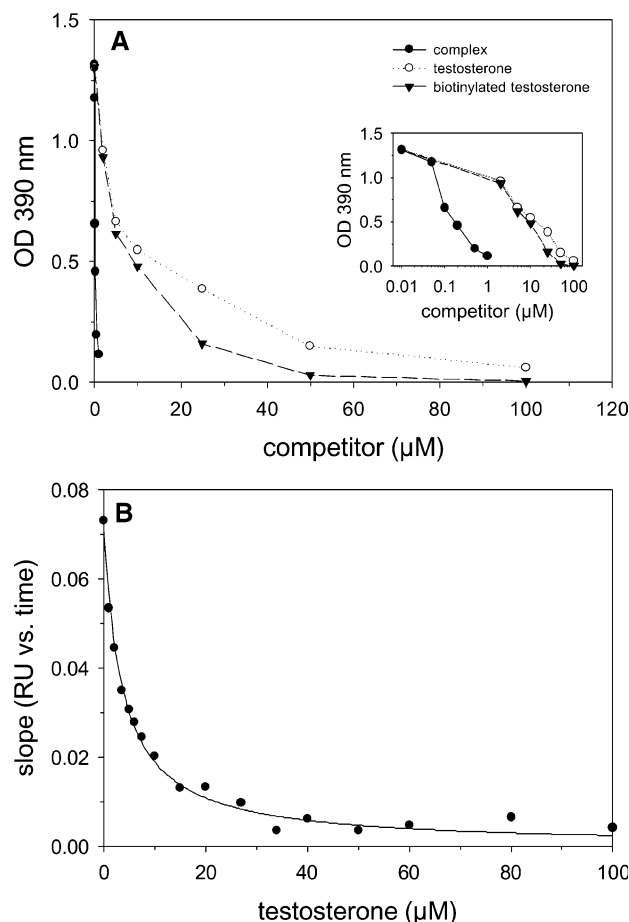 A
1.5
1.0
0.5
0.0
OD 390 nm
0 20 40 60 80 100 120
competitor (µM)
complex
testosterone
biotinylated testosterone
1.5
1.0
0.5
0.0
OD 390 nm
0.01 0.1 1 10 100
competitor (µM)
B
0.08
0.06
0.04
0.02
0.00
slope (RU vs. time)
0 20 40 60 80 100
testosterone (µM)